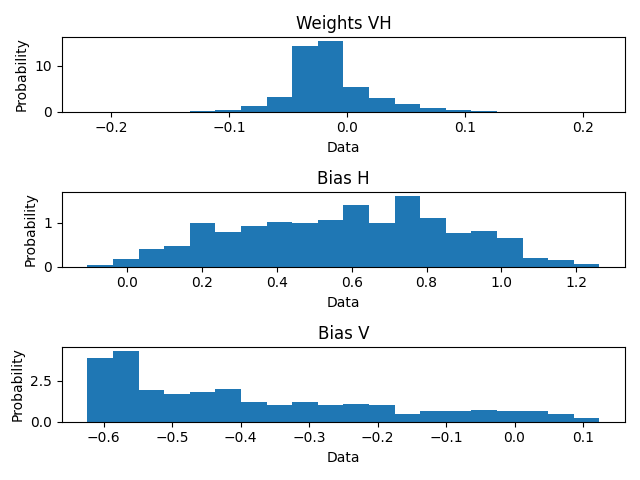 Weights VH
Probability
10
0
−0.2 −0.1 0.0 0.1 0.2
Data
Bias H
Probability
1
0
0.0 0.2 0.4 0.6 0.8 1.0 1.2
Data
Bias V
Probability
2.5
0.0
−0.6 −0.5 −0.4 −0.3 −0.2 −0.1 0.0 0.1
Data